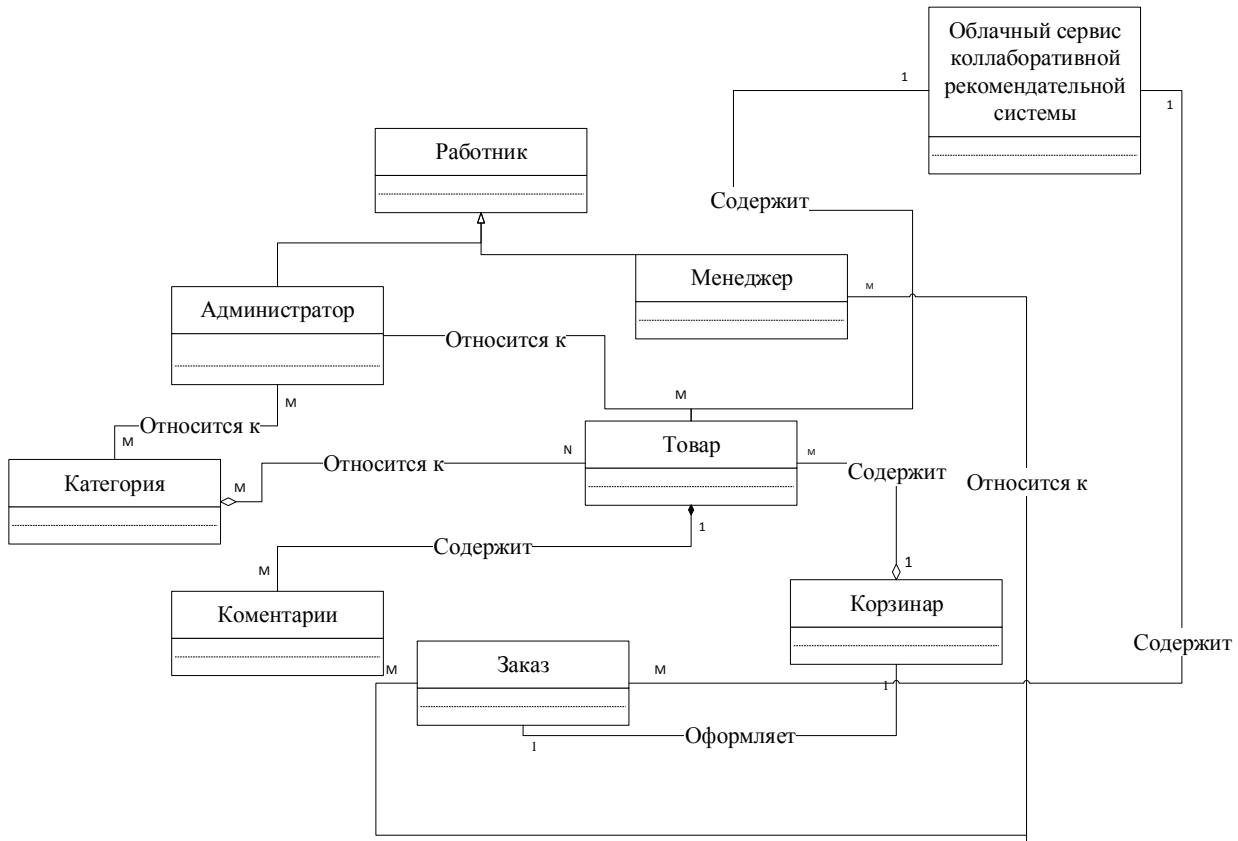 Облачный сервис
коллаборативной
рекомендательной
системы
1
1
Работник
Содержит
Менеджер
м
Администратор
Относится к
М
М
Относится к
М
Товар
Относится к
N
М
м
Категория
Содержит
Относится к
1
Содержит
1
М
Коментарии
Корзинар
Содержит
М
Заказ
М
1
Оформляет
1